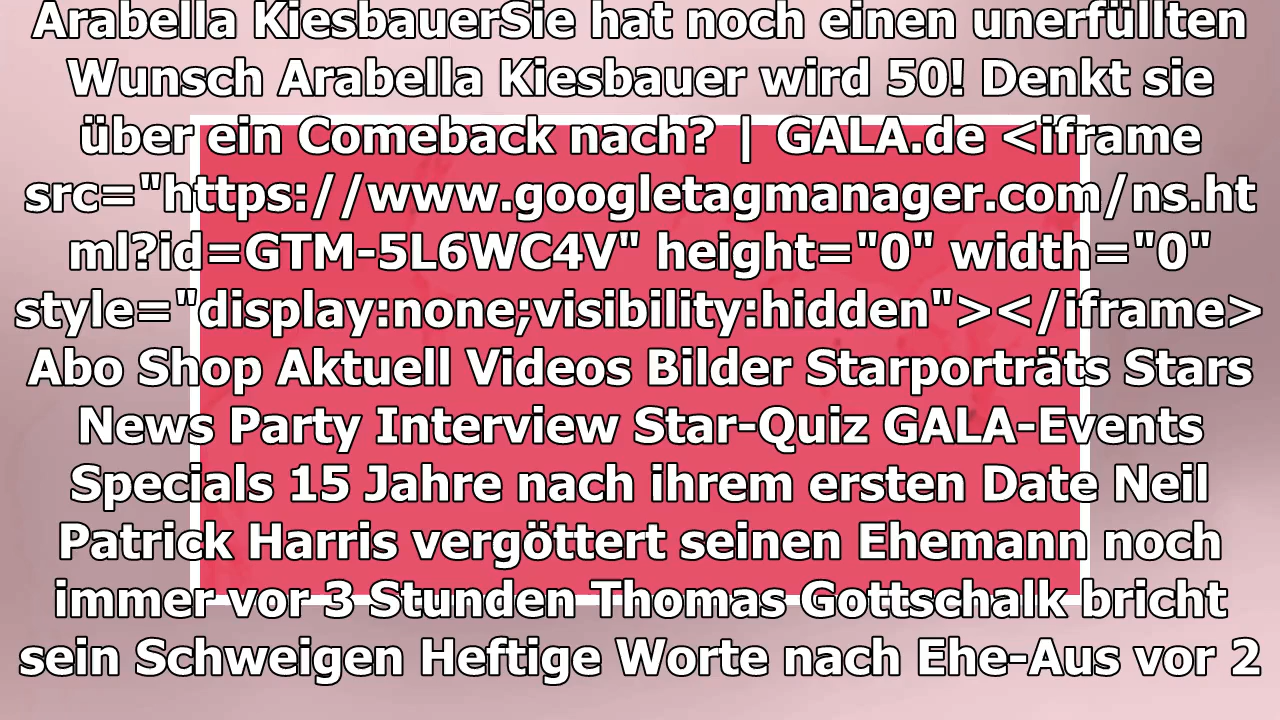 Arabella KiesbauerSie hat noch einen unerfüllten
Wunsch Arabella Kiesbauer wird 50! Denkt sie
über ein Comeback nach? | GALA.de <iframe
src="https://www.googletagmanager.com/ns.ht
ml?id=GTM-5L6WC4V" height="0" width="0"
style="display:none;visibility:hidden"></iframe>
Abo Shop Aktuell Videos Bilder Starporträts Stars
News Party Interview Star-Quiz GALA-Events
Specials 15 Jahre nach ihrem ersten Date Neil
Patrick Harris vergöttert seinen Ehemann noch
immer vor 3 Stunden Thomas Gottschalk bricht
sein Schweigen Heftige Worte nach Ehe-Aus vor 2